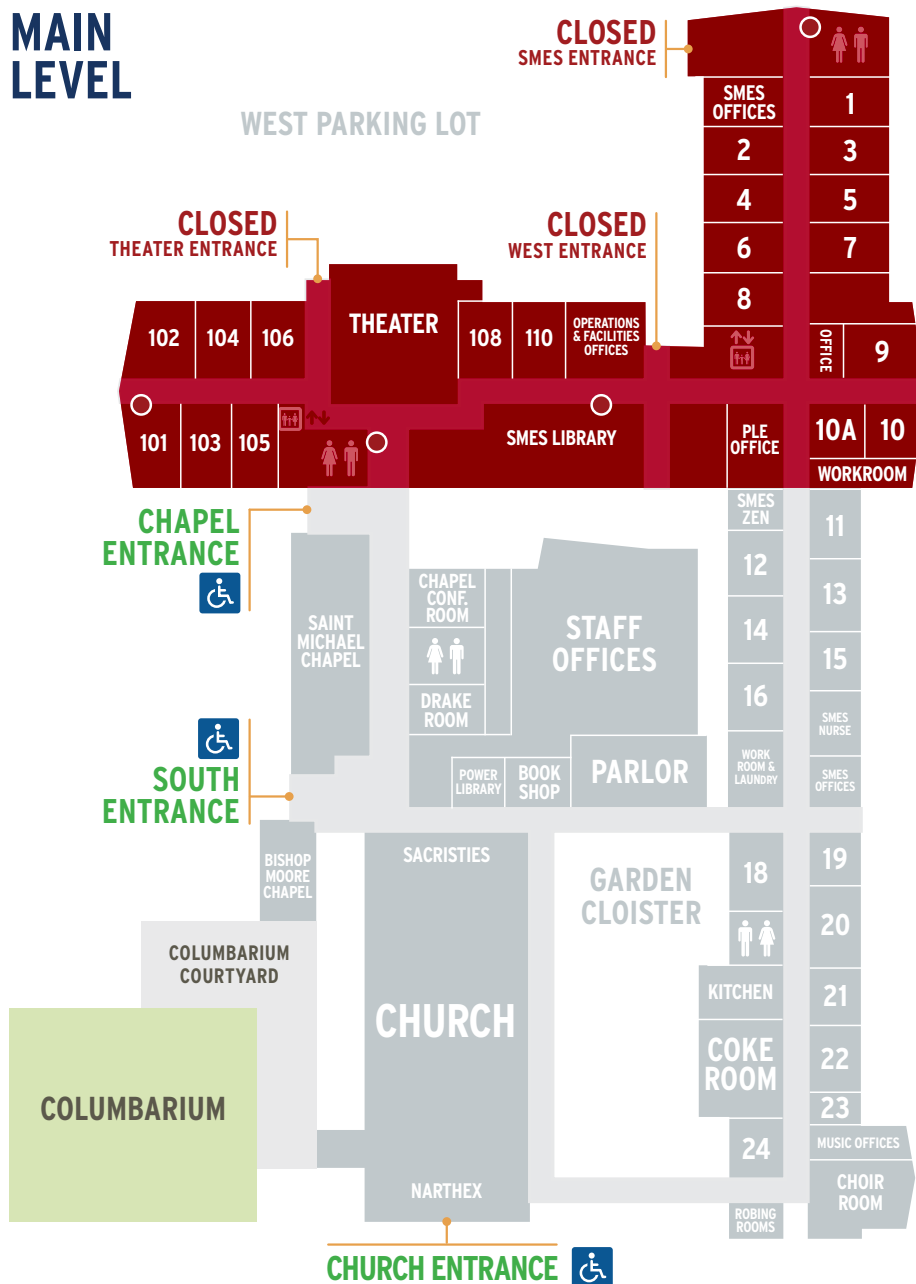 MAIN
LEVEL
CLOSED
SMES ENTRANCE
WEST PARKING LOT
SMES
OFFICES
1
2
3
4
5
6
7
8
CLOSED
THEATER ENTRANCE
CLOSED
WEST ENTRANCE
102
104
106
THEATER
108
110
OPERATIONS
& FACILITIES
OFFICES
OFFICE
9
101
103
105
SMES LIBRARY
PLE
OFFICE
10A
10
WORKROOM
CHAPEL
ENTRANCE
SMES
ZEN
11
12
13
14
15
16
SMES
NURSE
WORK
ROOM &
LAUNDRY
SMES
OFFICES
SAINT
MICHAEL
CHAPEL
CHAPEL
CONF.
ROOM
DRAKE
ROOM
STAFF
OFFICES
POWER
LIBRARY
BOOK
SHOP
PARLOR
SOUTH
ENTRANCE
BISHOP
MOORE
CHAPEL
SACRISTIES
GARDEN
CLOISTER
18
19
20
COLUMBARIUM
COURTYARD
KITCHEN
21
CHURCH
COKE
ROOM
22
23
COLUMBARIUM
24
MUSIC OFFICES
NARTHEX
CHOIR
ROOM
ROBING
ROOMS
CHURCH ENTRANCE